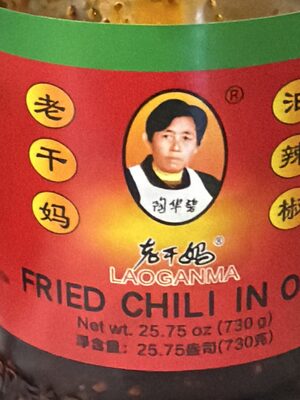 老干妈
油辣椒
®
陶华碧
老干妈®
LAOGANMA
FRIED CHILI IN O
Net wt. 25.75 oz (730 g)
凈含量: 25.75盎司(730克)